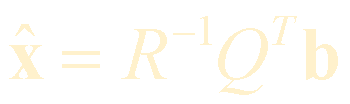 x̂ = R⁻¹Qᵀb